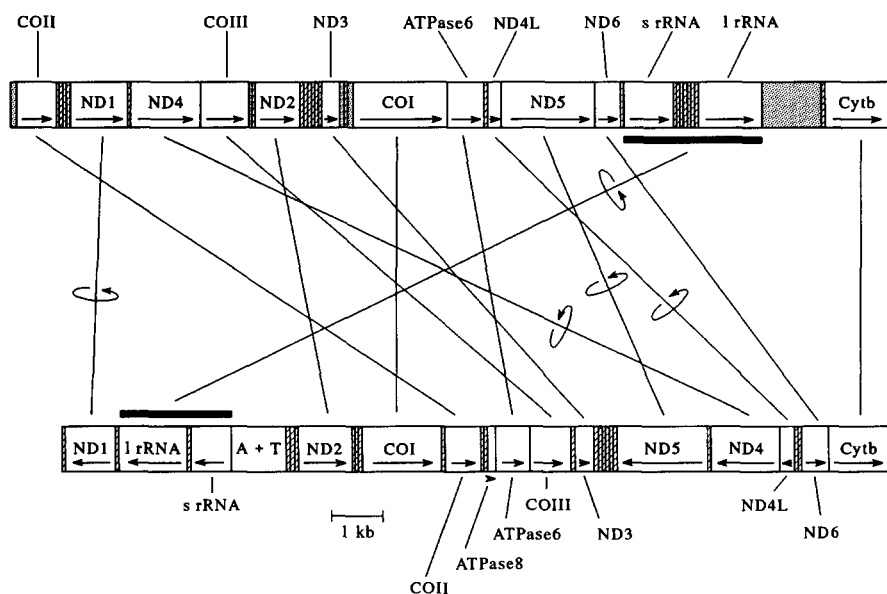 COII COIII ND3 ATPase6 ND4L ND6 s rRNA l rRNA
ND1 ND4 ND2 COI ND5 Cytb
ND1 l rRNA A + T ND2 COI ND5 ND4 Cytb
s rRNA 1 kb COII ATPase8 ATPase6 COIII ND3 ND4L ND6